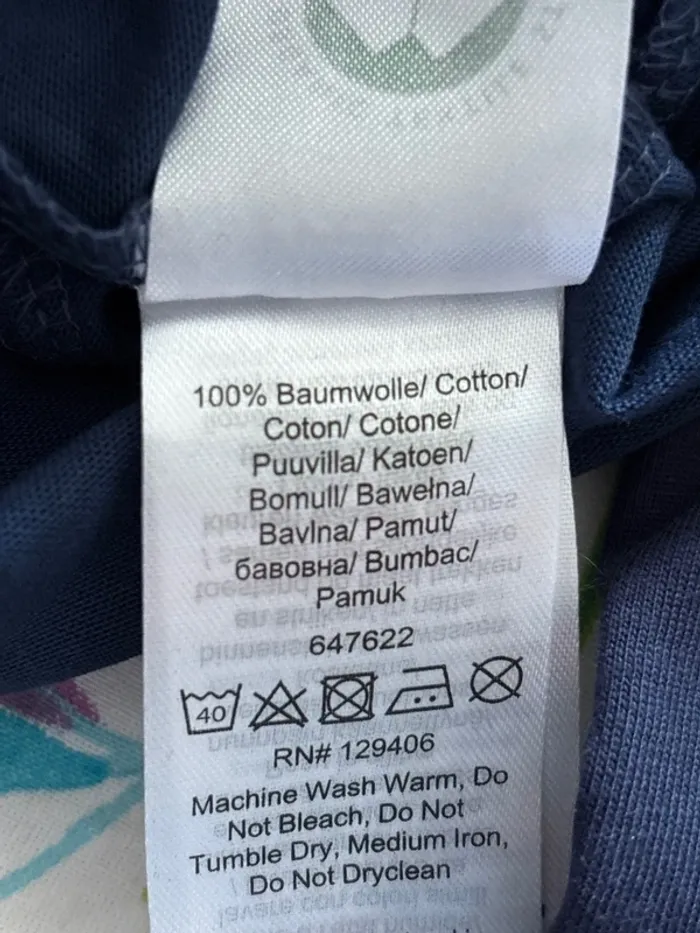 100% Baumwolle/ Cotton/
Coton/ Cotone/
Puuvilla/ Katoen/
Bomull/ Bawełna/
Bavlna/ Pamut/
бавовна/ Bumbac/
Pamuk
647622
40
RN# 129406
Machine Wash Warm, Do
Not Bleach, Do Not
Tumble Dry, Medium Iron,
Do Not Dryclean